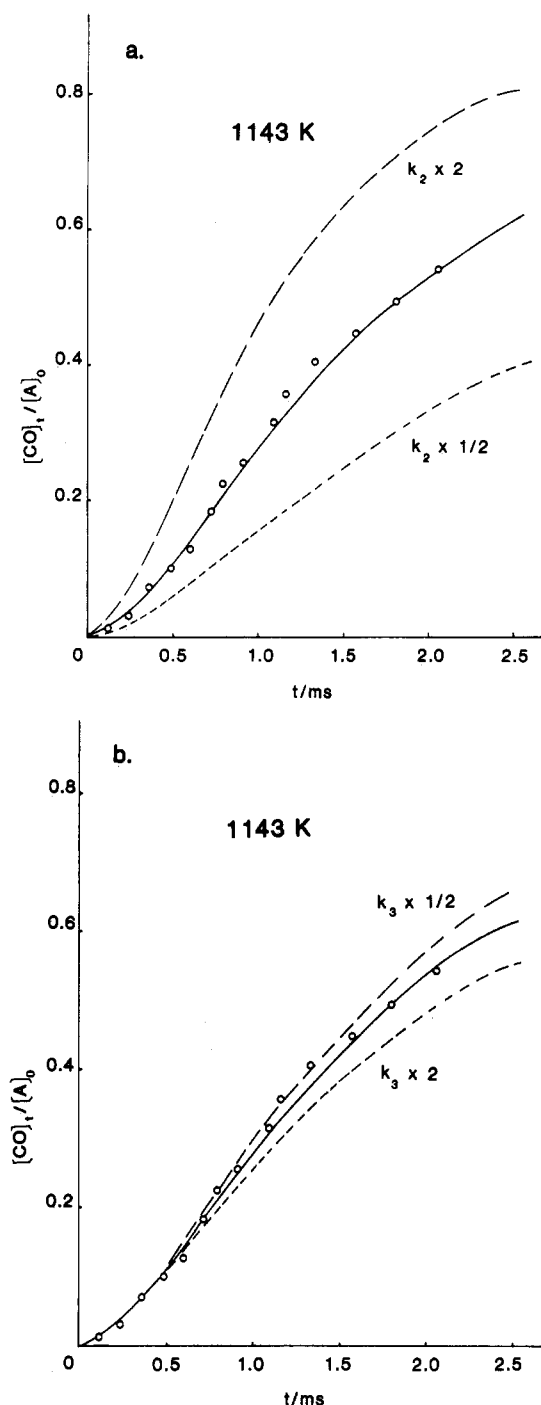 a.
0.8
1143 K
k₂ x 2
0.6
[CO]ₜ / [A]₀
0.4
k₂ x 1/2
0.2
0 0.5 1.0 1.5 2.0 2.5
t/ms
b.
0.8
1143 K
k₃ x 1/2
0.6
[CO]ₜ / [A]₀
0.4
k₃ x 2
0.2
0 0.5 1.0 1.5 2.0 2.5
t/ms